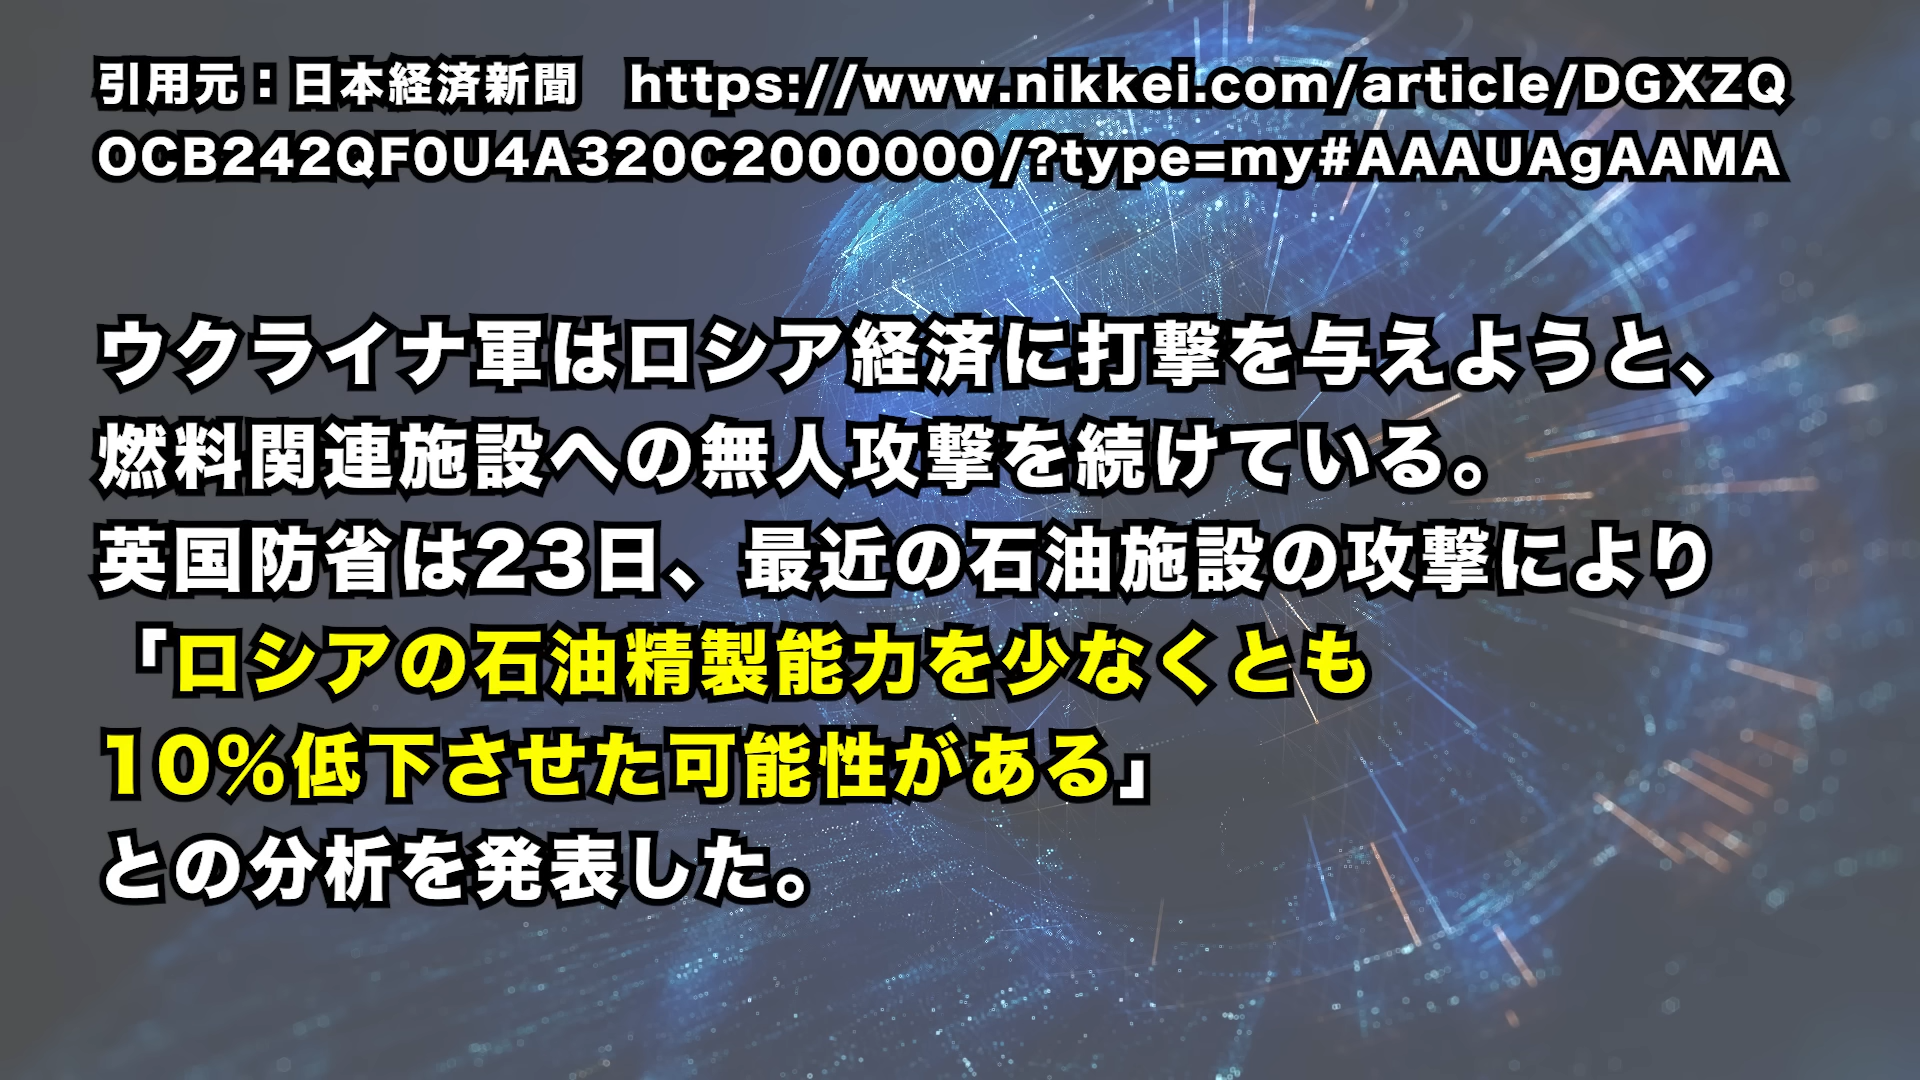 引用元：日本経済新聞　https://www.nikkei.com/article/DGXZQ
OCB242QF0U4A320C2000000/?type=my#AAAUAgAAMA
ウクライナ軍はロシア経済に打撃を与えようと、
燃料関連施設への無人攻撃を続けている。
英国防省は23日、最近の石油施設の攻撃により
「ロシアの石油精製能力を少なくとも
10%低下させた可能性がある」
との分析を発表した。